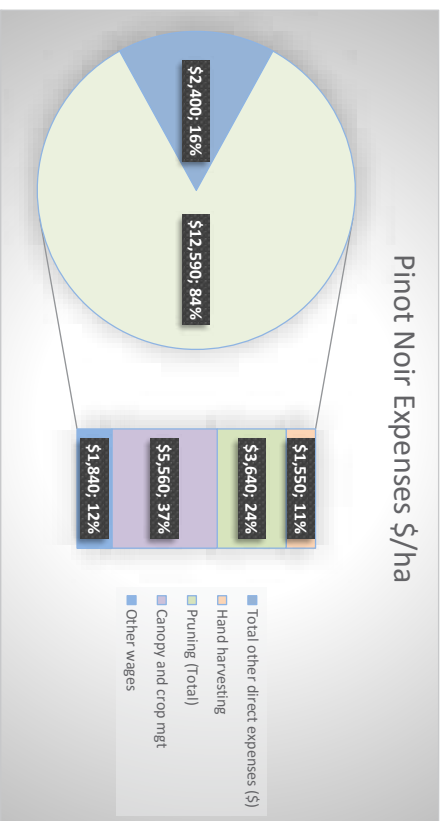 Pinot Noir Expenses $/ha
$2,400; 16%
$12,590; 84%
$1,550; 11%
$3,640; 24%
$5,560; 37%
$1,840; 12%
Total other direct expenses ($)
Hand harvesting
Pruning (Total)
Canopy and crop mgt
Other wages